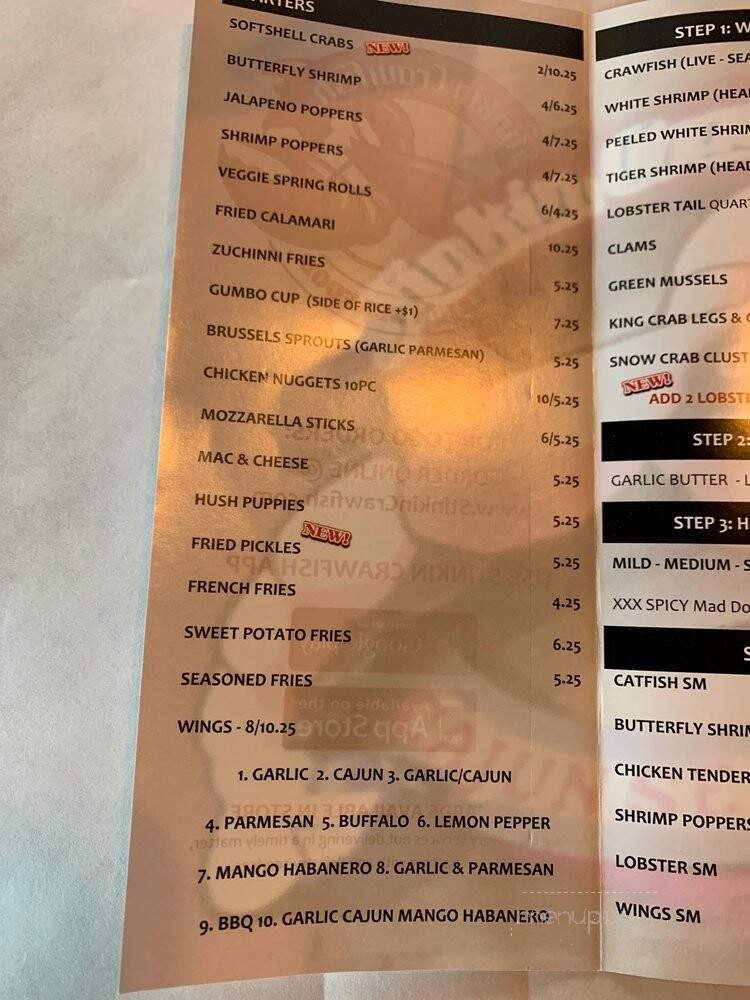 ARTERS
SOFTSHELL CRABS NEW! 2/10.25
BUTTERFLY SHRIMP 4/6.25
JALAPENO POPPERS 4/7.25
SHRIMP POPPERS 4/7.25
VEGGIE SPRING ROLLS 6/4.25
FRIED CALAMARI 10.25
ZUCHINNI FRIES 5.25
GUMBO CUP (SIDE OF RICE +$1) 7.25
BRUSSELS SPROUTS (GARLIC PARMESAN) 5.25
CHICKEN NUGGETS 10PC 10/5.25
MOZZARELLA STICKS 6/5.25
MAC & CHEESE 5.25
HUSH PUPPIES 5.25
FRIED PICKLES NEW! 5.25
FRENCH FRIES 4.25
SWEET POTATO FRIES 6.25
SEASONED FRIES 5.25
WINGS - 8/10.25
1. GARLIC 2. CAJUN 3. GARLIC/CAJUN
4. PARMESAN 5. BUFFALO 6. LEMON PEPPER
7. MANGO HABANERO 8. GARLIC & PARMESAN
9. BBQ 10. GARLIC CAJUN MANGO HABANERO
STEP 1: W
CRAWFISH (LIVE - SEA
WHITE SHRIMP (HEA
PEELED WHITE SHRIM
TIGER SHRIMP (HEAD
LOBSTER TAIL QUART
CLAMS
GREEN MUSSELS
KING CRAB LEGS &
SNOW CRAB CLUST
NEW!
ADD 2 LOBSTE
STEP 2:
GARLIC BUTTER - L
STEP 3: H
MILD - MEDIUM - S
XXX SPICY Mad Do
S
CATFISH SM
BUTTERFLY SHRIM
CHICKEN TENDER
SHRIMP POPPERS
LOBSTER SM
WINGS SM